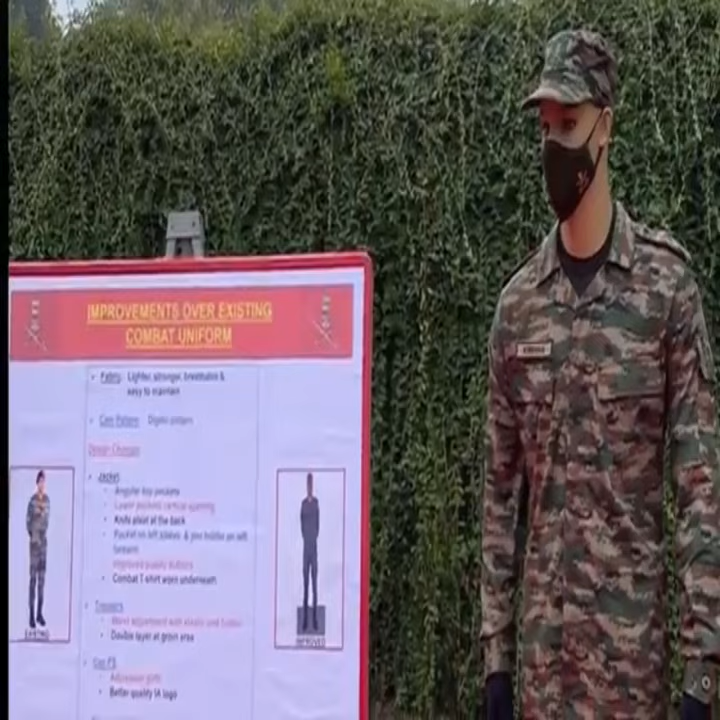 IMPROVEMENTS OVER EXISTING
COMBAT UNIFORM
Fabric: Lighter, stronger, breathable &
easy to maintain
Cam Pattern: Digital pattern
Design Changes
Jacket
Angular top pockets
Lower pockets vertical opening
Knife pleat at the back
Pocket on left sleeve & pen holder on left
forearm
Improved quality buttons
Combat T shirt worn underneath
Trousers
Waist adjustment with elastic and button
Double layer at groin area
Cap FS
Adjustable girth
Better quality IA logo
EXISTING
IMPROVED